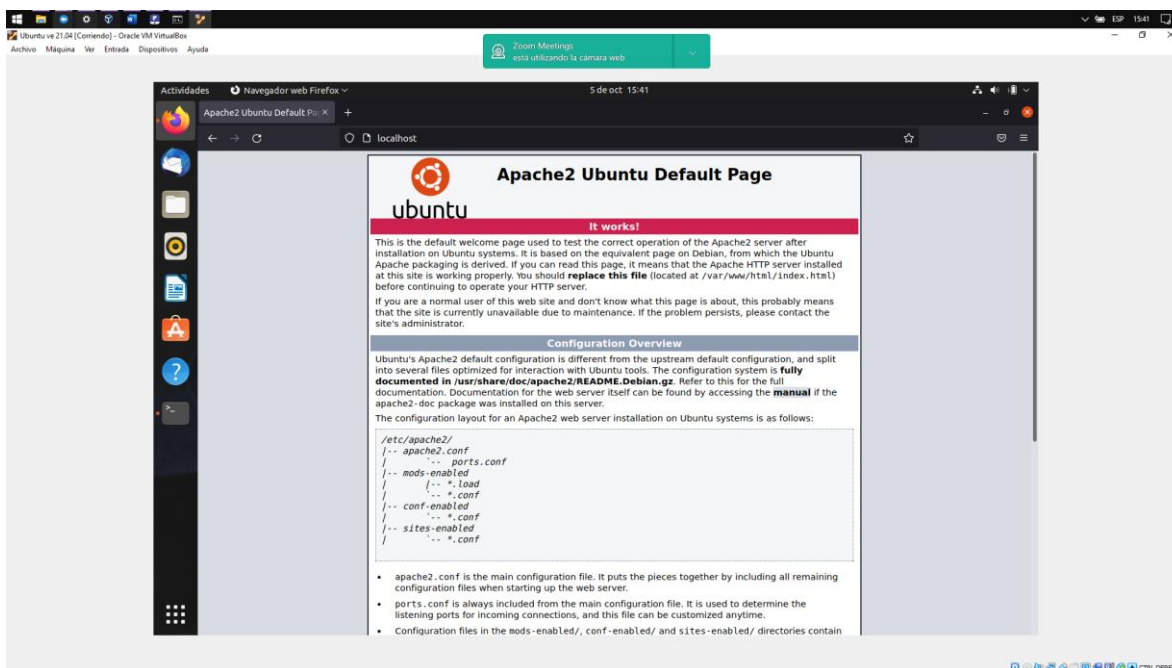 ESP 15:41
Ubuntu ve 21.04 [Corriendo] - Oracle VM VirtualBox
Archivo Máquina Ver Entrada Dispositivos Ayuda
Zoom Meetings
está utilizando la cámara web
Actividades Navegador web Firefox 5 de oct 15:41
Apache2 Ubuntu Default Pa
localhost
ubuntu
Apache2 Ubuntu Default Page
It works!
This is the default welcome page used to test the correct operation of the Apache2 server after
installation on Ubuntu systems. It is based on the equivalent page on Debian, from which the Ubuntu
Apache packaging is derived. If you can read this page, it means that the Apache HTTP server installed
at this site is working properly. You should replace this file (located at /var/www/html/index.html)
before continuing to operate your HTTP server.
If you are a normal user of this web site and don't know what this page is about, this probably means
that the site is currently unavailable due to maintenance. If the problem persists, please contact the
site's administrator.
Configuration Overview
Ubuntu's Apache2 default configuration is different from the upstream default configuration, and split
into several files optimized for interaction with Ubuntu tools. The configuration system is fully
documented in /usr/share/doc/apache2/README.Debian.gz. Refer to this for the full
documentation. Documentation for the web server itself can be found by accessing the manual if the
apache2-doc package was installed on this server.
The configuration layout for an Apache2 web server installation on Ubuntu systems is as follows:
/etc/apache2/
|-- apache2.conf
|       `--  ports.conf
|-- mods-enabled
|       |-- *.load
|       `-- *.conf
|-- conf-enabled
|       `-- *.conf
|-- sites-enabled
|       `-- *.conf
• apache2.conf is the main configuration file. It puts the pieces together by including all remaining
configuration files when starting up the web server.
• ports.conf is always included from the main configuration file. It is used to determine the
listening ports for incoming connections, and this file can be customized anytime.
• Configuration files in the mods-enabled/, conf-enabled/ and sites-enabled/ directories contain